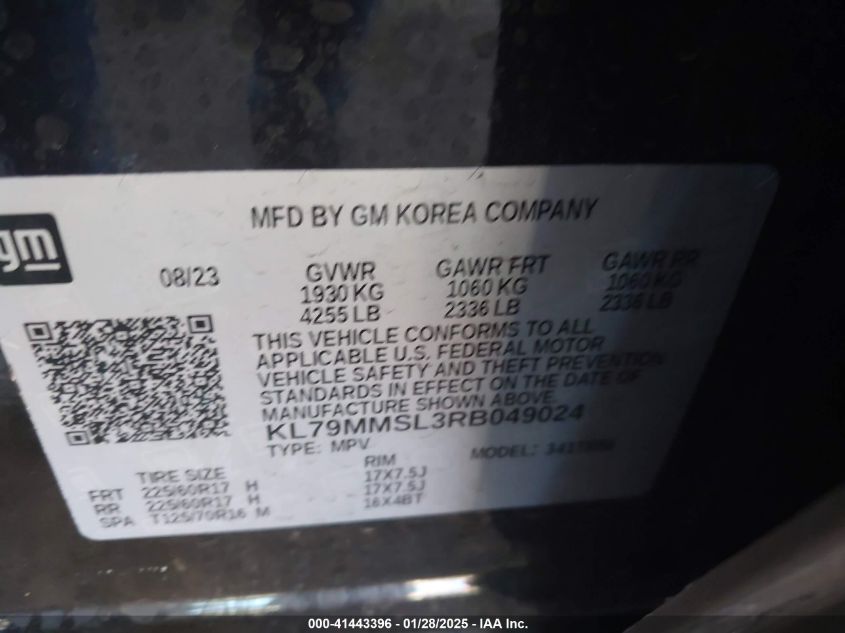 MFD BY GM KOREA COMPANY
gm
08/23 GVWR GAWR FRT GAWR RR
1930 KG 1060 KG 1060 KG
4255 LB 2336 LB 2336 LB
THIS VEHICLE CONFORMS TO ALL
APPLICABLE U.S. FEDERAL MOTOR
VEHICLE SAFETY AND THEFT PREVENTION
STANDARDS IN EFFECT ON THE DATE OF
MANUFACTURE SHOWN ABOVE.
KL79MMSL3RB049024
TYPE: MPV MODEL:
TIRE SIZE RIM
FRT 225/60R17 H 17X7.5J
RR 225/60R17 H 17X7.5J
SPA T125/70R16 M 16X4BT
000-41443396 - 01/28/2025 - IAA Inc.